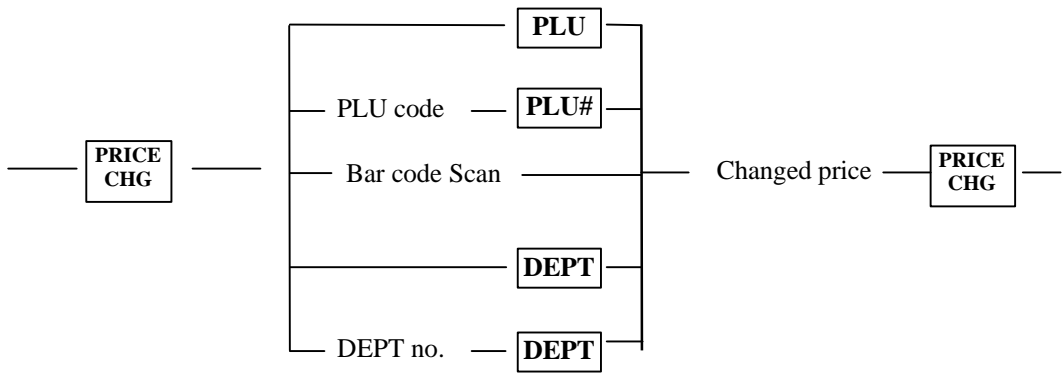 PLU
PLU code PLU#
PRICE
CHG
Bar code Scan
Changed price
PRICE
CHG
DEPT
DEPT no. DEPT